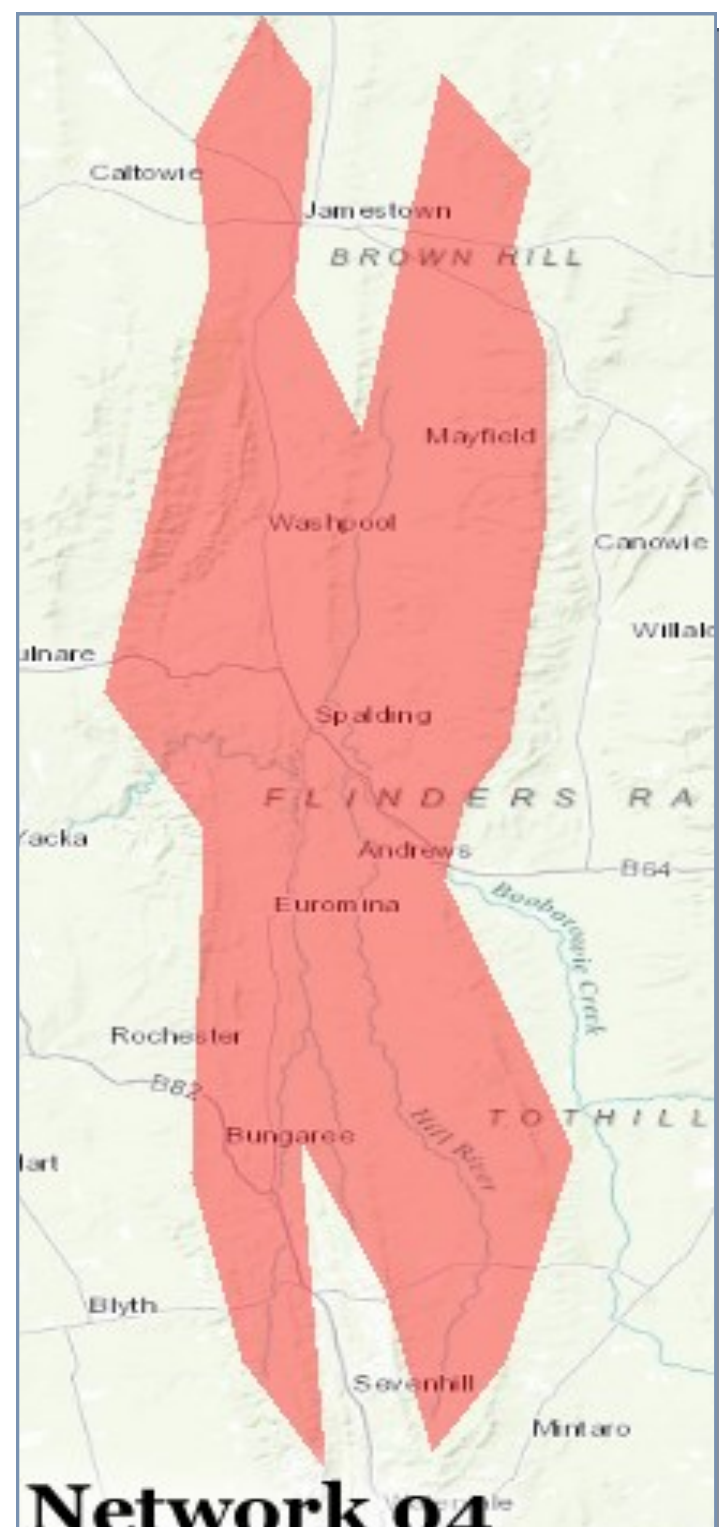 Caltowie
Jamestown
BROWN HILL
Mayfield
Washpool
Canowie
ulnare
Spalding
FLINDERS RA
Yacka
Andrews
B64
Euromina
Booborowie Creek
Rochester
B82
TOTHILL
Bungaree
Hill River
Blyth
Sevenhill
Mintaro
Network 04